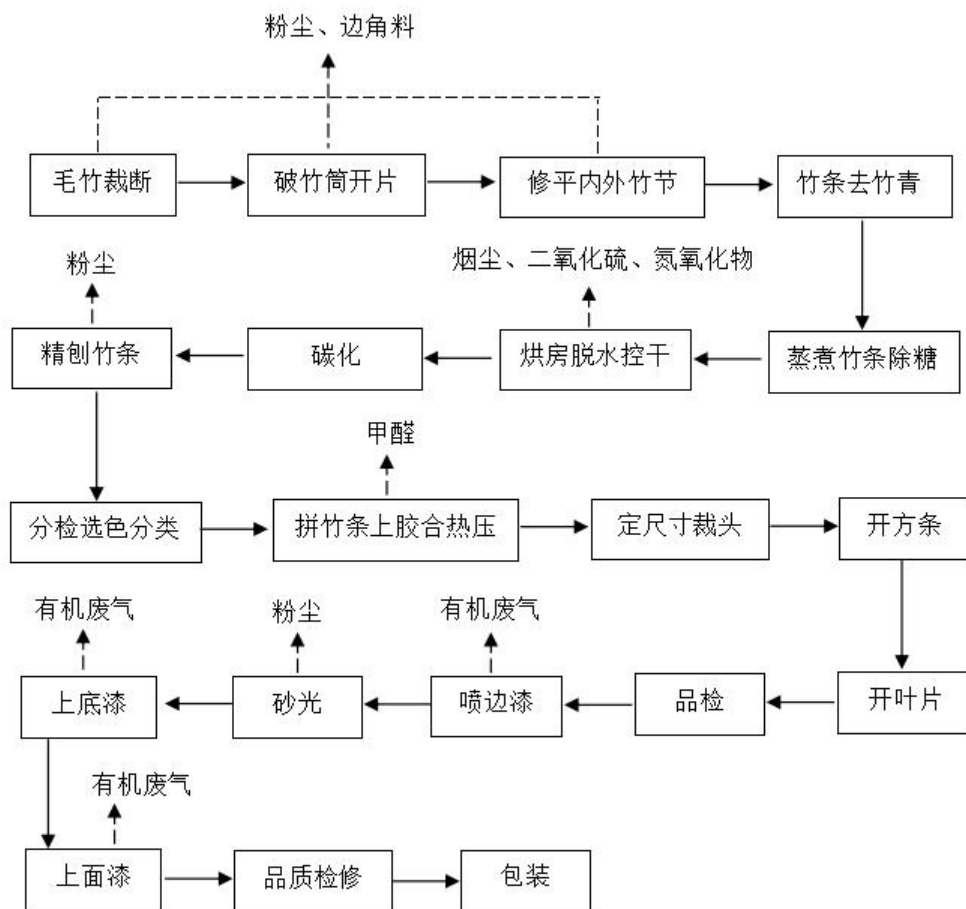 粉尘、边角料
毛竹裁断
破竹筒开片
修平内外竹节
竹条去竹青
粉尘
烟尘、二氧化硫、氮氧化物
精刨竹条
碳化
烘房脱水控干
蒸煮竹条除糖
甲醛
分检选色分类
拼竹条上胶合热压
定尺寸裁头
开方条
有机废气
粉尘
有机废气
上底漆
砂光
喷边漆
品检
开叶片
有机废气
上面漆
品质检修
包装